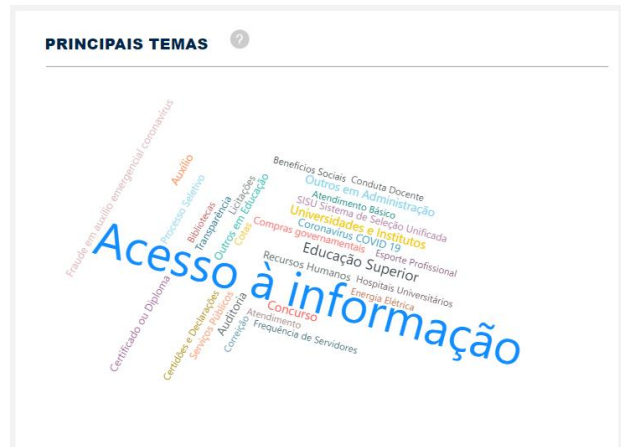 PRINCIPAIS TEMAS ?
Fraude em auxílio emergencial coronavírus
Auxílio
Processo Seletivo
Bibliotecas
Transparência
Licitações
Outros em Educação
Cotas
Benefícios Sociais
Conduta Docente
Outros em Administração
Atendimento Básico
SISU Sistema de Seleção Unificada
Universidades e Institutos
Coronavírus COVID 19
Compras governamentais
Esporte Profissional
Educação Superior
Recursos Humanos
Hospitais Universitários
Energia Elétrica
Acesso à informação
Concurso
Atendimento
Frequência de Servidores
Certificado ou Diploma
Certidões e Declarações
Serviços Públicos
Auditoria
Correição